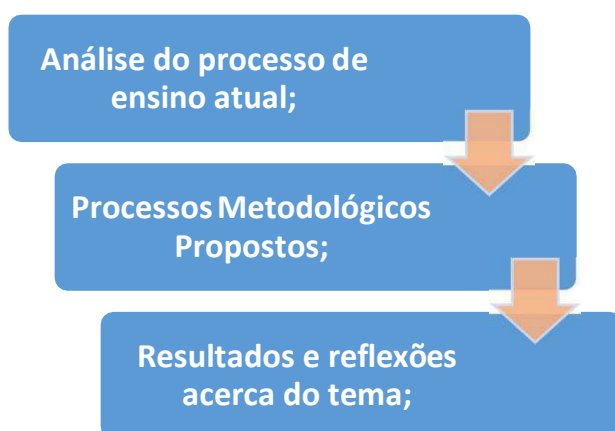 Análise do processo de
ensino atual;
Processos Metodológicos
Propostos;
Resultados e reflexões
acerca do tema;